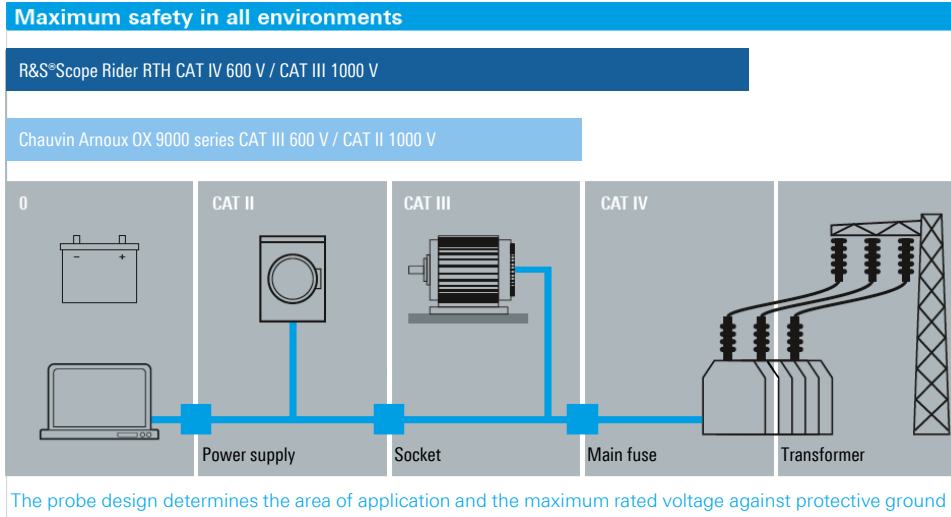 Maximum safety in all environments
R&S®Scope Rider RTH CAT IV 600 V / CAT III 1000 V
Chauvin Arnoux OX 9000 series CAT III 600 V / CAT II 1000 V
0 CAT II CAT III CAT IV
- +
Power supply Socket Main fuse Transformer
The probe design determines the area of application and the maximum rated voltage against protective ground